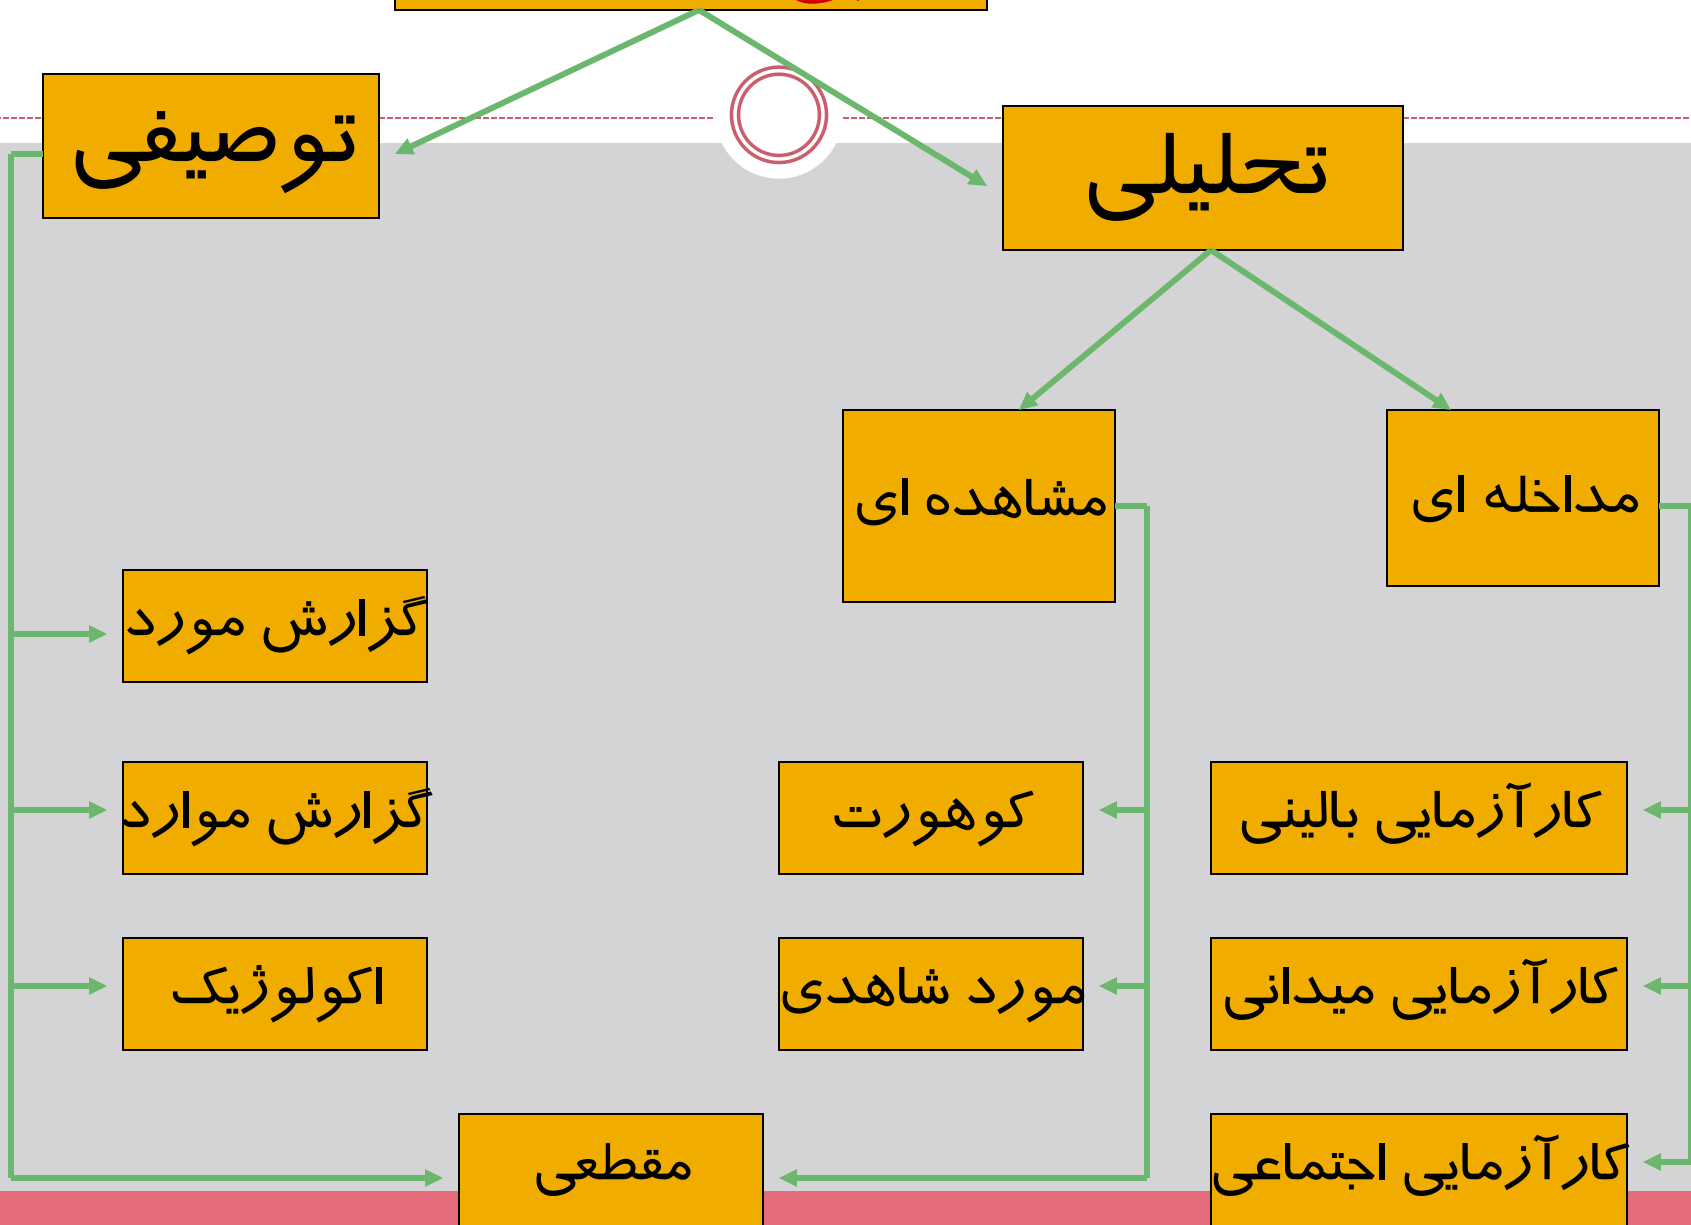 توصیفی
تحلیلی
مشاهده ای
مداخله ای
گزارش مورد
گزارش موارد
کوهورت
کارآزمایی بالینی
اکولوژیک
مورد شاهدی
کارآزمایی میدانی
مقطعی
کارآزمایی اجتماعی